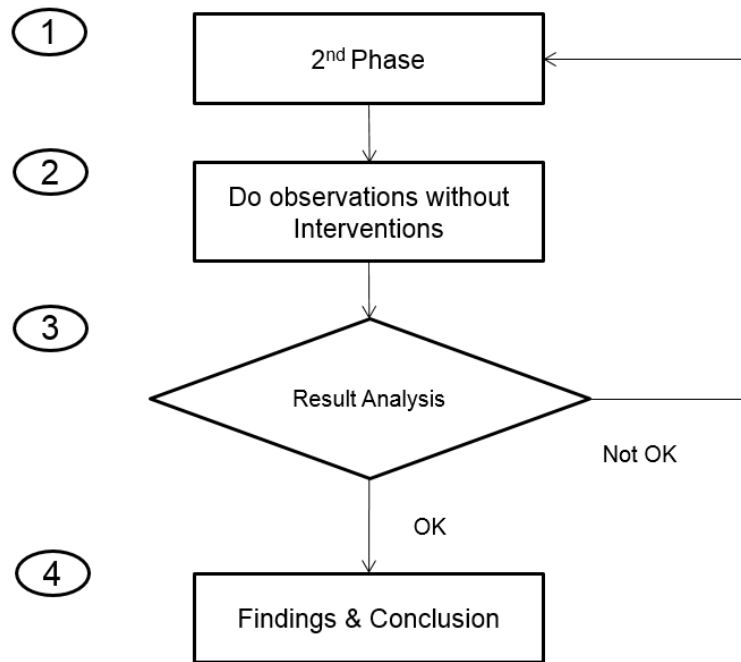 1
2nd Phase
2
Do observations without
Interventions
3
Result Analysis
Not OK
OK
4
Findings & Conclusion